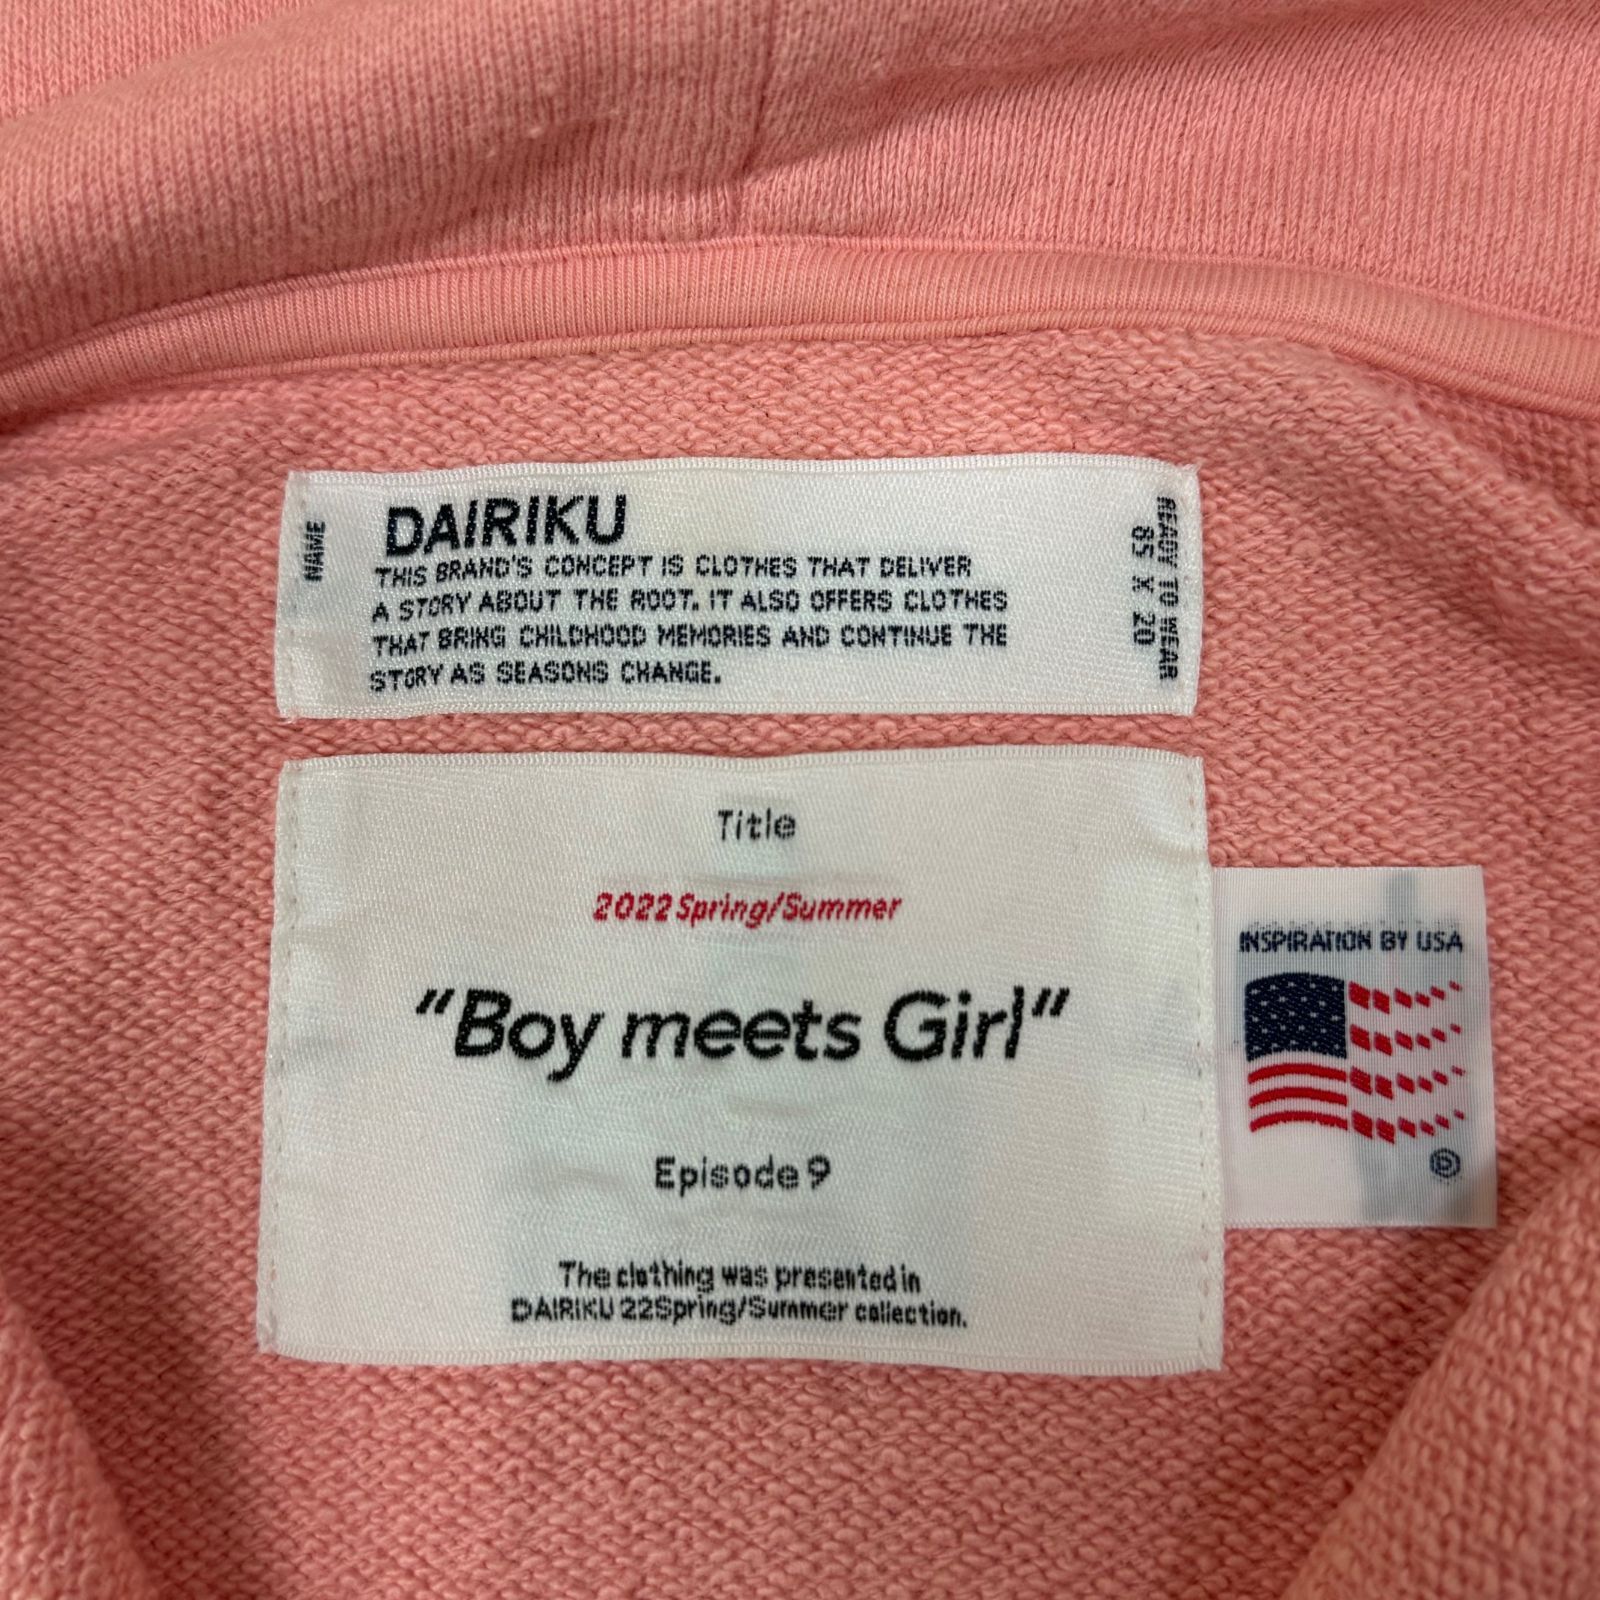 NAME
DAIRIKU
THIS BRAND'S CONCEPT IS CLOTHES THAT DELIVER
A STORY ABOUT THE ROOT. IT ALSO OFFERS CLOTHES
THAT BRING CHILDHOOD MEMORIES AND CONTINUE THE
STORY AS SEASONS CHANGE.
READY TO WEAR
85 X 20
Title
2022 Spring/Summer
"Boy meets Girl"
Episode 9
The clothing was presented in
DAIRIKU 22Spring/Summer collection.
INSPIRATION BY USA